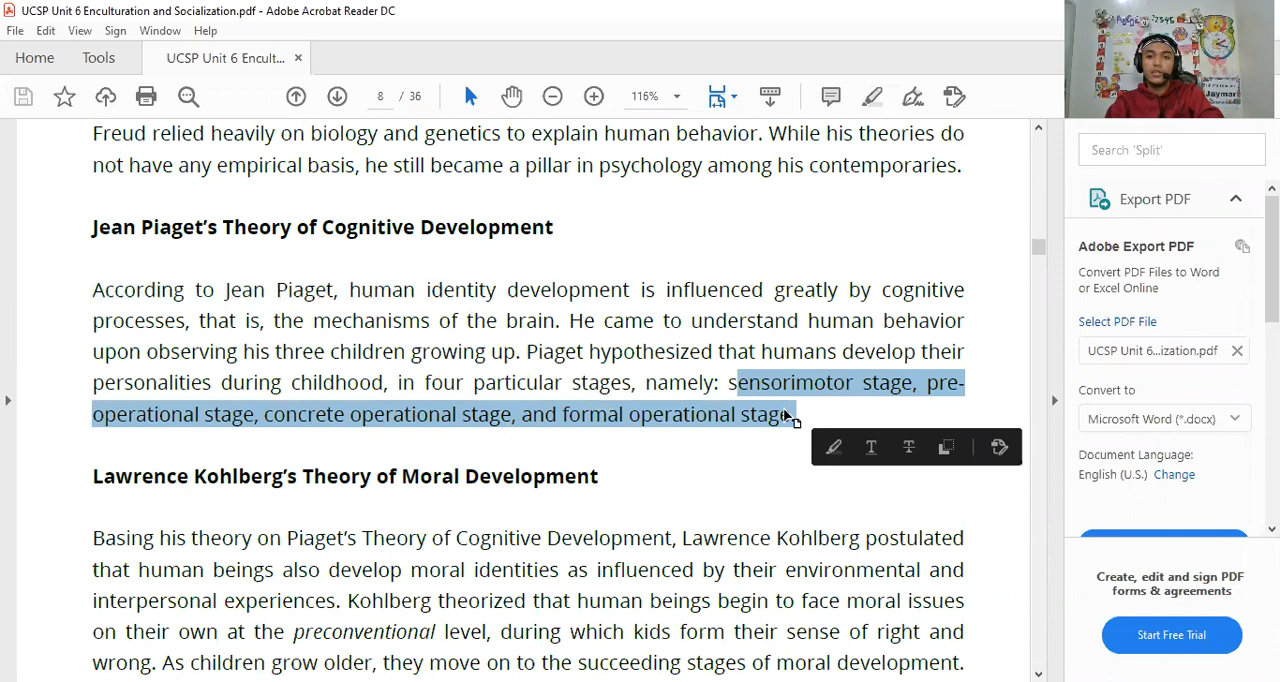 UCSP Unit 6 Enculturation and Socialization.pdf - Adobe Acrobat Reader DC
File Edit View Sign Window Help
Home Tools UCSP Unit 6 Encult... ×
8 / 36 116%
Freud relied heavily on biology and genetics to explain human behavior. While his theories do
not have any empirical basis, he still became a pillar in psychology among his contemporaries.
Jean Piaget’s Theory of Cognitive Development
According to Jean Piaget, human identity development is influenced greatly by cognitive
processes, that is, the mechanisms of the brain. He came to understand human behavior
upon observing his three children growing up. Piaget hypothesized that humans develop their
personalities during childhood, in four particular stages, namely: sensorimotor stage, pre-
operational stage, concrete operational stage, and formal operational stage.
Lawrence Kohlberg’s Theory of Moral Development
Basing his theory on Piaget’s Theory of Cognitive Development, Lawrence Kohlberg postulated
that human beings also develop moral identities as influenced by their environmental and
interpersonal experiences. Kohlberg theorized that human beings begin to face moral issues
on their own at the preconventional level, during which kids form their sense of right and
wrong. As children grow older, they move on to the succeeding stages of moral development.
Jaymar
Search 'Split'
Export PDF
Adobe Export PDF
Convert PDF Files to Word
or Excel Online
Select PDF File
UCSP Unit 6...ization.pdf
Convert to
Microsoft Word (*.docx)
Document Language:
English (U.S.) Change
Create, edit and sign PDF
forms & agreements
Start Free Trial